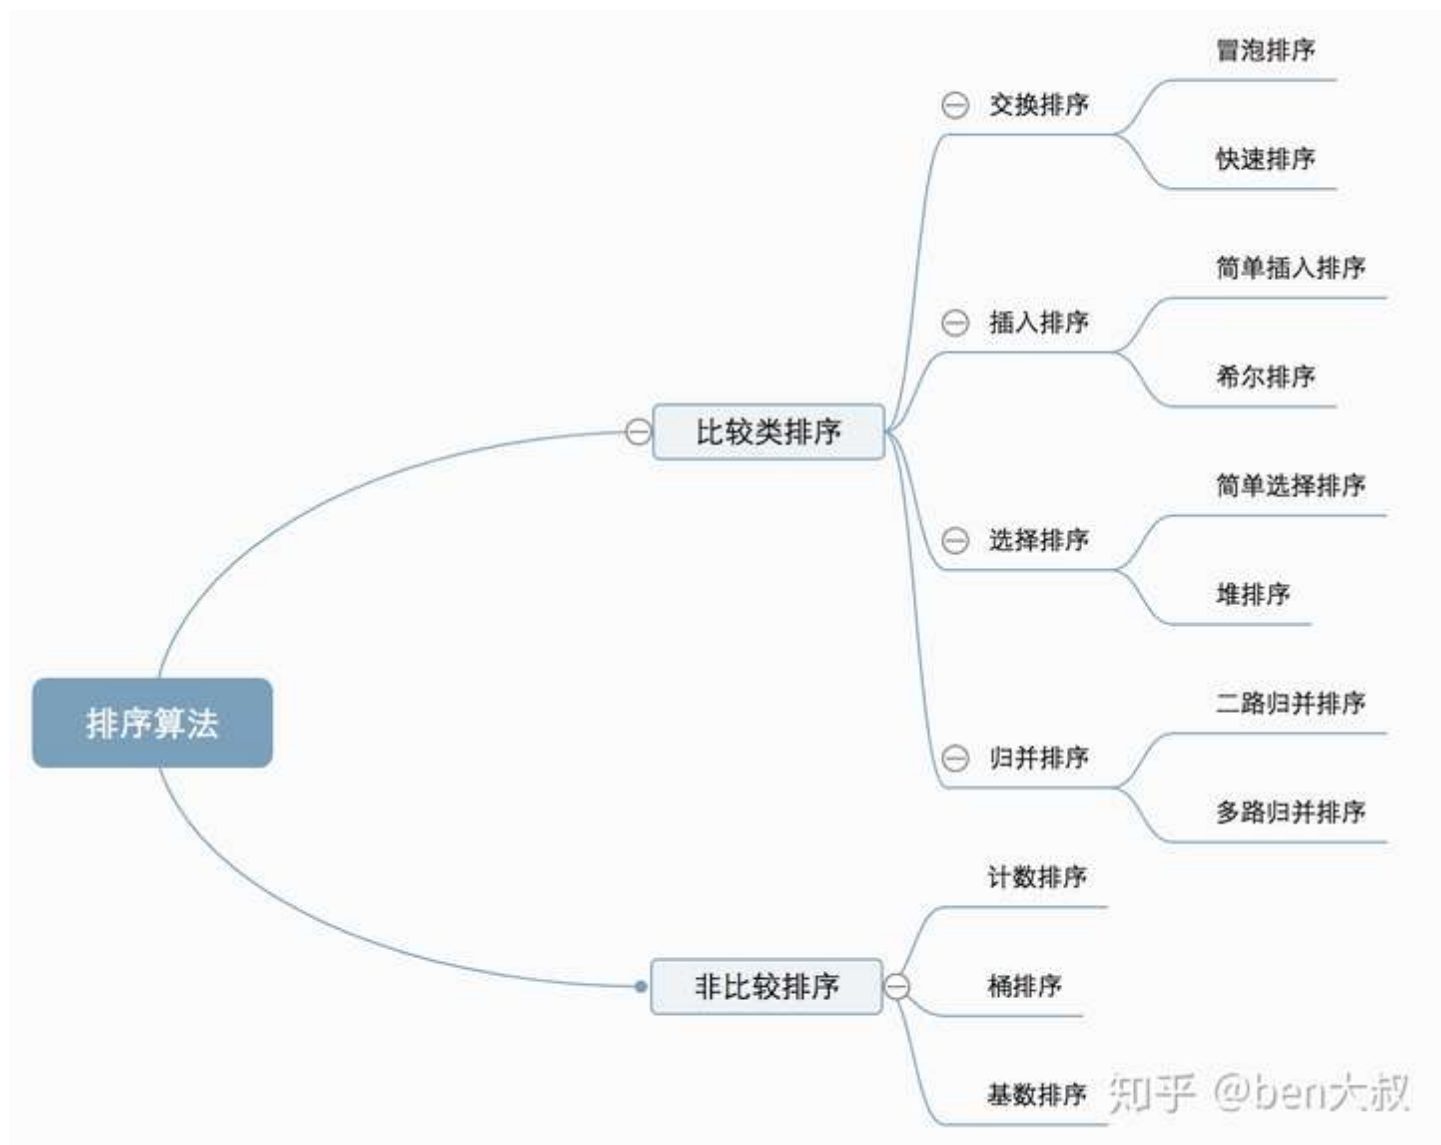 冒泡排序
交换排序
快速排序
简单插入排序
插入排序
希尔排序
比较类排序
简单选择排序
选择排序
堆排序
排序算法
二路归并排序
归并排序
多路归并排序
计数排序
非比较排序
桶排序
基数排序
知乎 @ben大叔